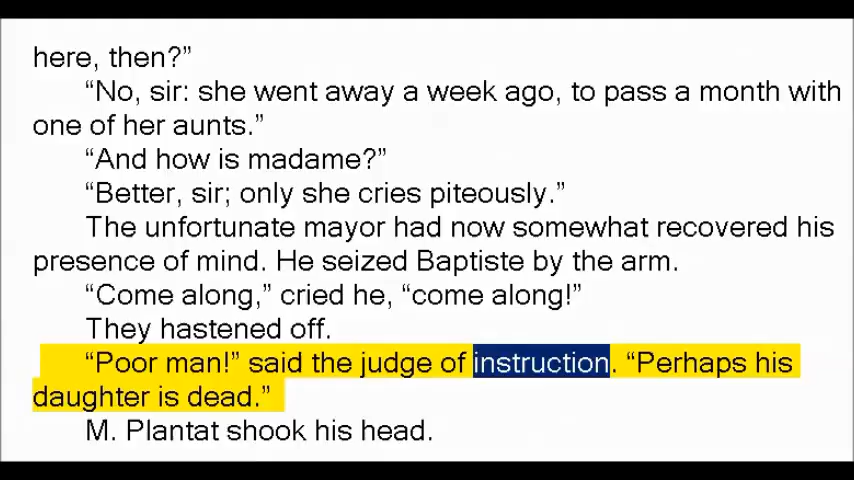 here, then?”
“No, sir: she went away a week ago, to pass a month with
one of her aunts.”
“And how is madame?”
“Better, sir; only she cries piteously.”
The unfortunate mayor had now somewhat recovered his
presence of mind. He seized Baptiste by the arm.
“Come along,” cried he, “come along!”
They hastened off.
“Poor man!” said the judge of instruction. “Perhaps his
daughter is dead.”
M. Plantat shook his head.